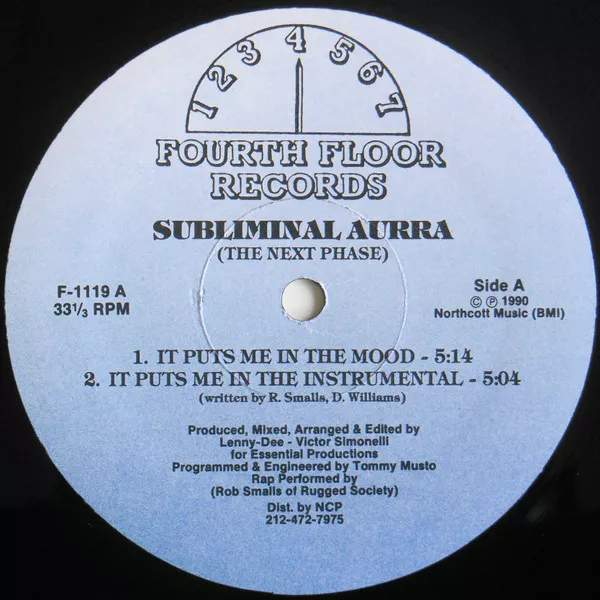 1 2 3 4 5 6 7
FOURTH FLOOR
RECORDS
SUBLIMINAL AURRA
(THE NEXT PHASE)
F-1119 A
33⅓ RPM
Side A
© ℗ 1990
Northcott Music (BMI)
1. IT PUTS ME IN THE MOOD - 5:14
2. IT PUTS ME IN THE INSTRUMENTAL - 5:04
(written by R. Smalls, D. Williams)
Produced, Mixed, Arranged & Edited by
Lenny-Dee - Victor Simonelli
for Essential Productions
Programmed & Engineered by Tommy Musto
Rap Performed by
(Rob Smalls of Rugged Society)
Dist. by NCP
212-472-7975